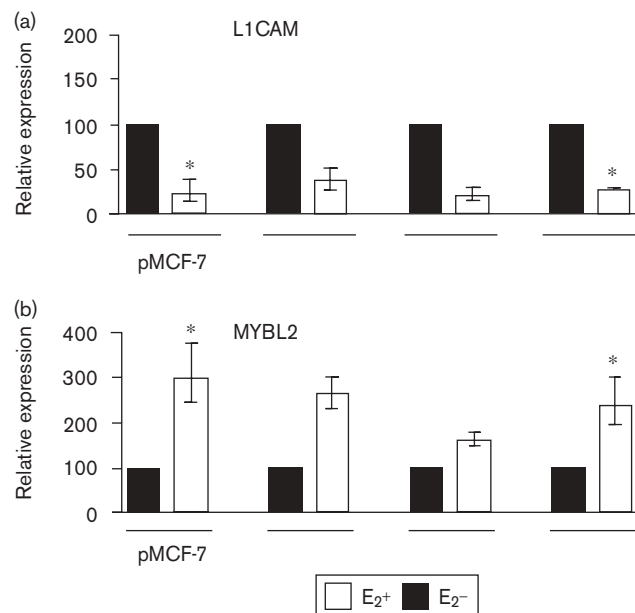 (a)
L1CAM
Relative expression
200
150
100
50
0
*
*
pMCF-7
(b)
MYBL2
Relative expression
400
300
200
100
0
*
*
pMCF-7
E₂⁺ E₂⁻